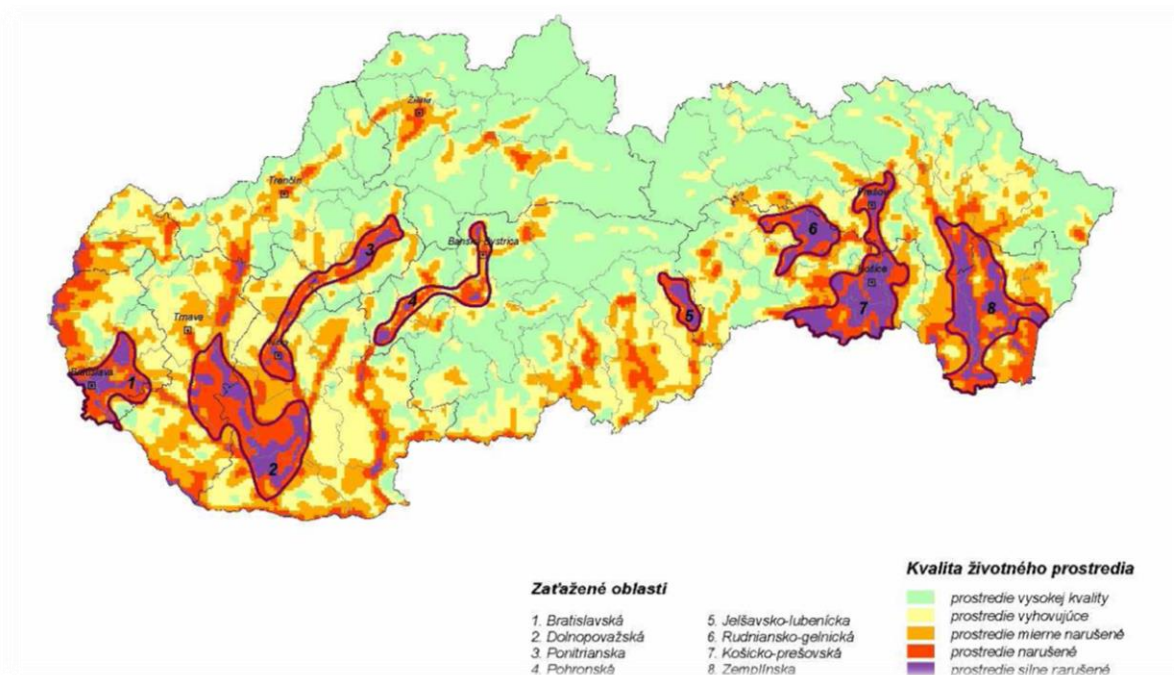 Žilina
Trenčín
Prešov
Banská Bystrica
Košice
Trnava
Nitra
Bratislava
1
2
3
4
5
6
7
8
Zaťažené oblasti
1. Bratislavská
2. Dolnopovažská
3. Ponitrianska
4. Pohronská
5. Jelšavsko-lubenícka
6. Rudniansko-gelnická
7. Košicko-prešovská
8. Zemplínska
Kvalita životného prostredia
prostredie vysokej kvality
prostredie vyhovujúce
prostredie mierne narušené
prostredie narušené
prostredie silne narušené